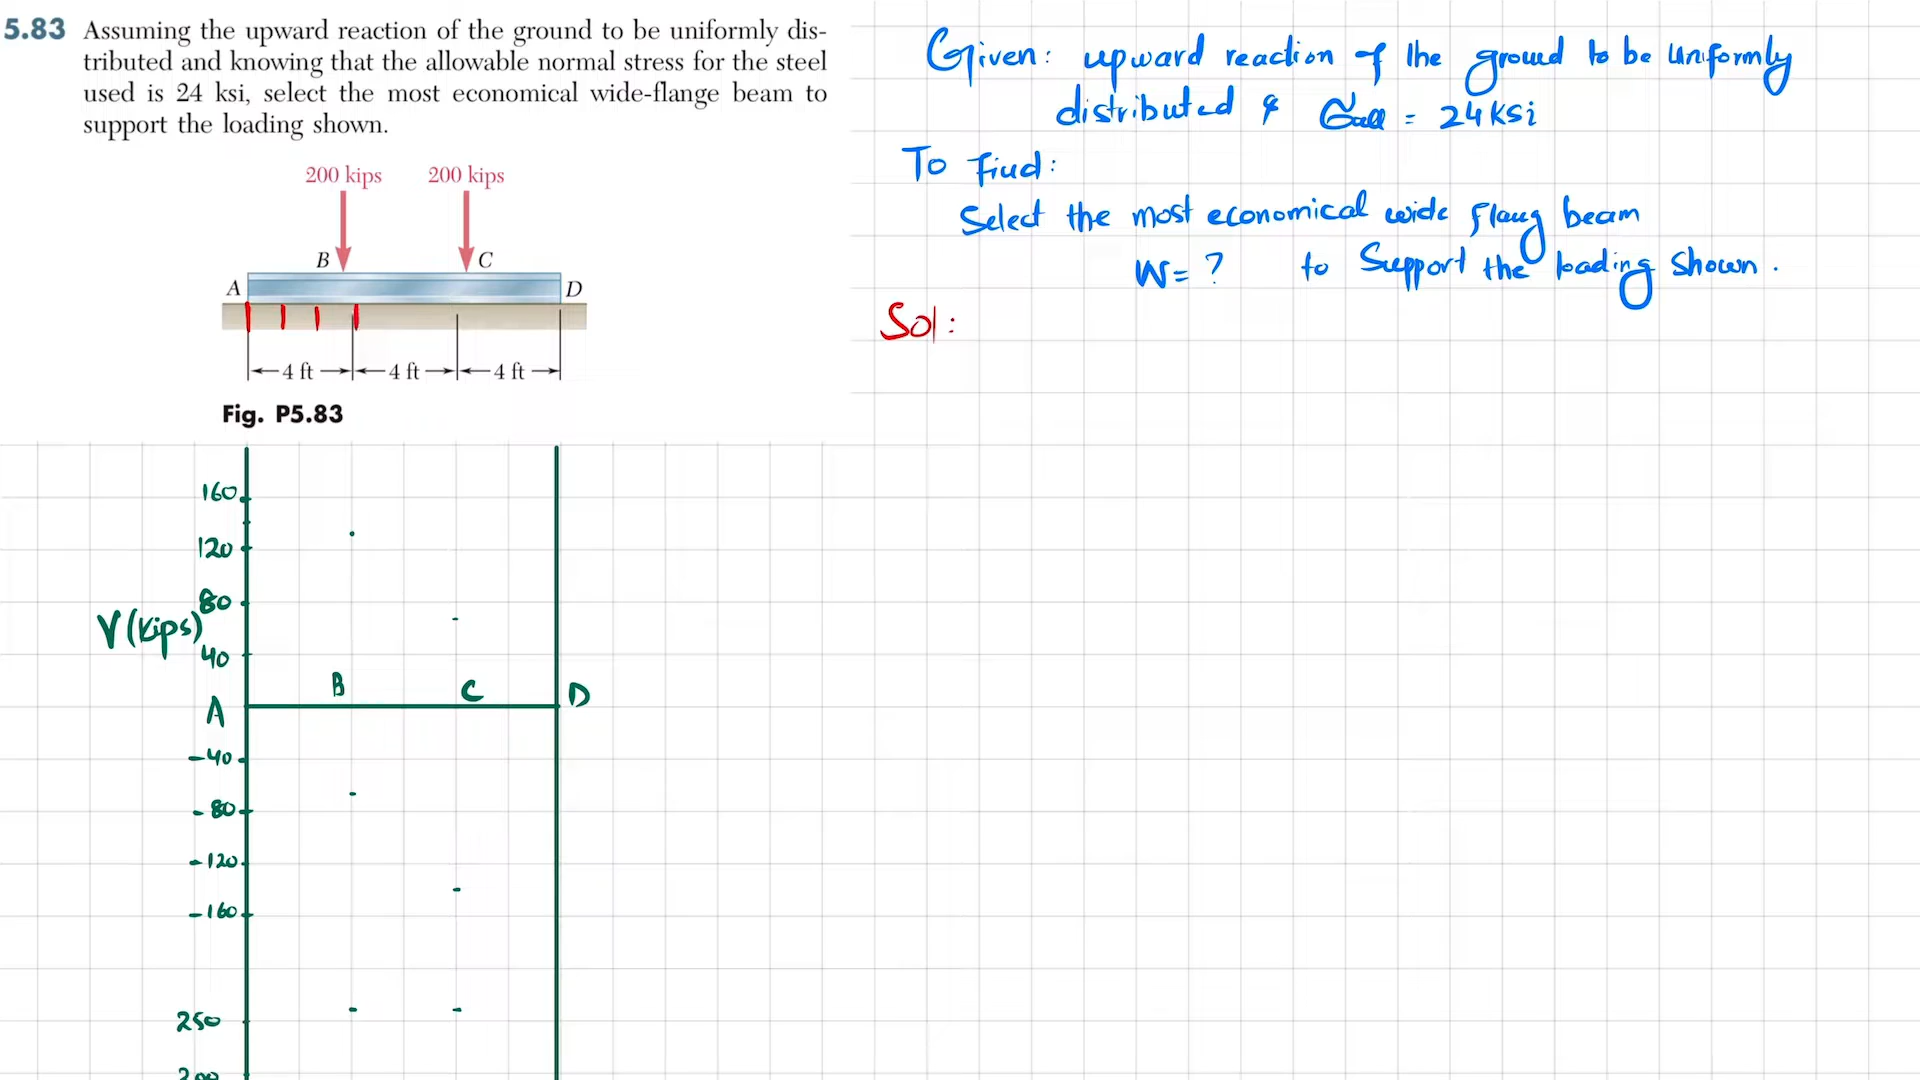 5.83 Assuming the upward reaction of the ground to be uniformly dis-
tributed and knowing that the allowable normal stress for the steel
used is 24 ksi, select the most economical wide-flange beam to
support the loading shown.
200 kips 200 kips
B C
A D
4 ft 4 ft 4 ft
Fig. P5.83
Given: upward reaction of the ground to be uniformly
distributed & σall = 24 ksi
To Find:
Select the most economical wide flang beam
W = ? to Support the loading shown.
Sol:
160
120
80
V (kips)
40
B C D
A
-40
-80
-120
-160
250
200